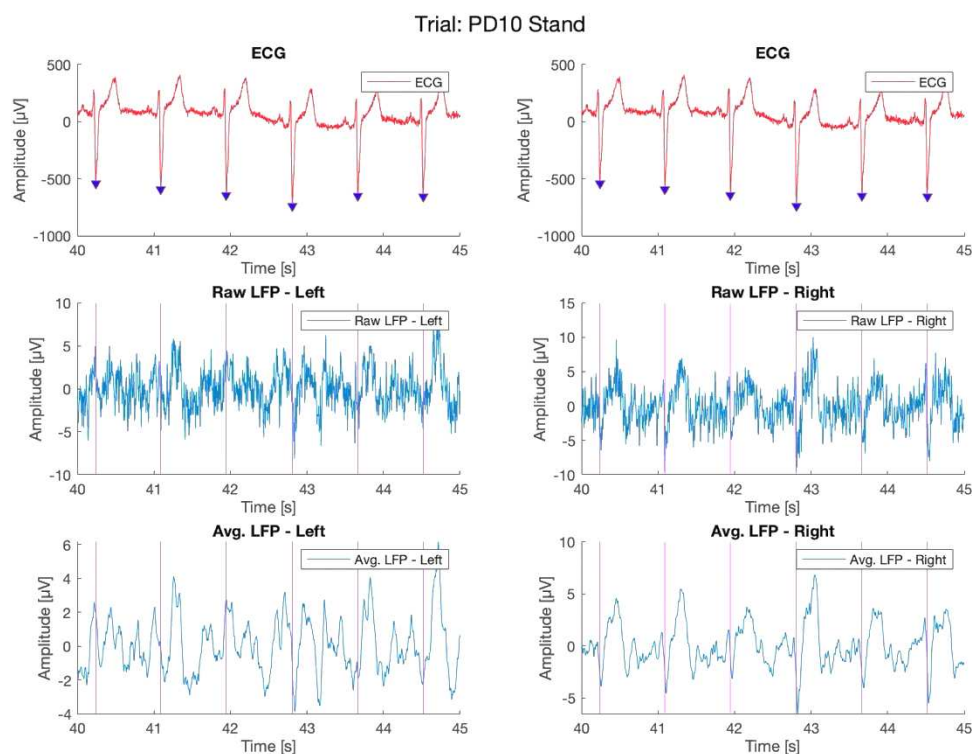 Trial: PD10 Stand
ECG
ECG
Amplitude [µV]
500
0
-500
-1000
40 41 42 43 44 45
Time [s]
ECG
ECG
Amplitude [µV]
500
0
-500
-1000
40 41 42 43 44 45
Time [s]
Raw LFP - Left
Raw LFP - Left
Amplitude [µV]
10
5
0
-5
-10
40 41 42 43 44 45
Time [s]
Raw LFP - Right
Raw LFP - Right
Amplitude [µV]
15
10
5
0
-5
-10
40 41 42 43 44 45
Time [s]
Avg. LFP - Left
Avg. LFP - Left
Amplitude [µV]
6
4
2
0
-2
-4
40 41 42 43 44 45
Time [s]
Avg. LFP - Right
Avg. LFP - Right
Amplitude [µV]
10
5
0
-5
40 41 42 43 44 45
Time [s]